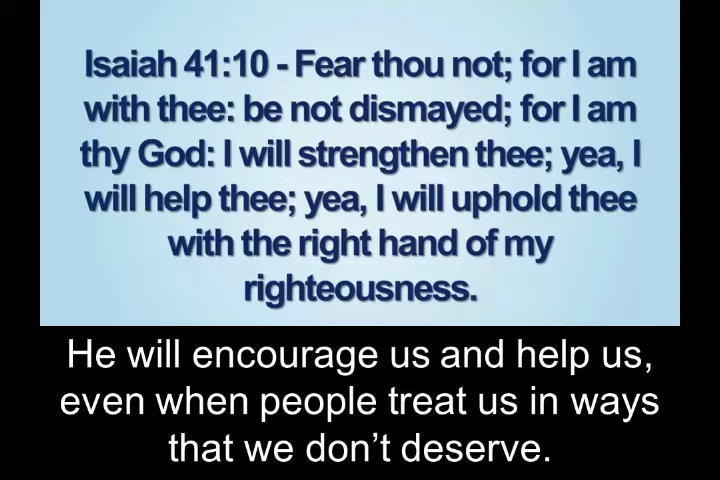 Isaiah 41:10 - Fear thou not; for I am
with thee: be not dismayed; for I am
thy God: I will strengthen thee; yea, I
will help thee; yea, I will uphold thee
with the right hand of my
righteousness.
He will encourage us and help us,
even when people treat us in ways
that we don’t deserve.